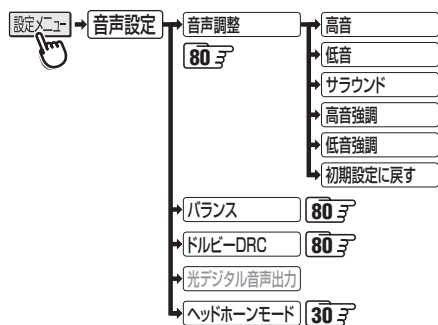 設定メニュー
音声設定
音声調整
80
高音
低音
サラウンド
高音強調
低音強調
初期設定に戻す
バランス 80
ドルビーDRC 80
光デジタル音声出力
ヘッドホーンモード 30